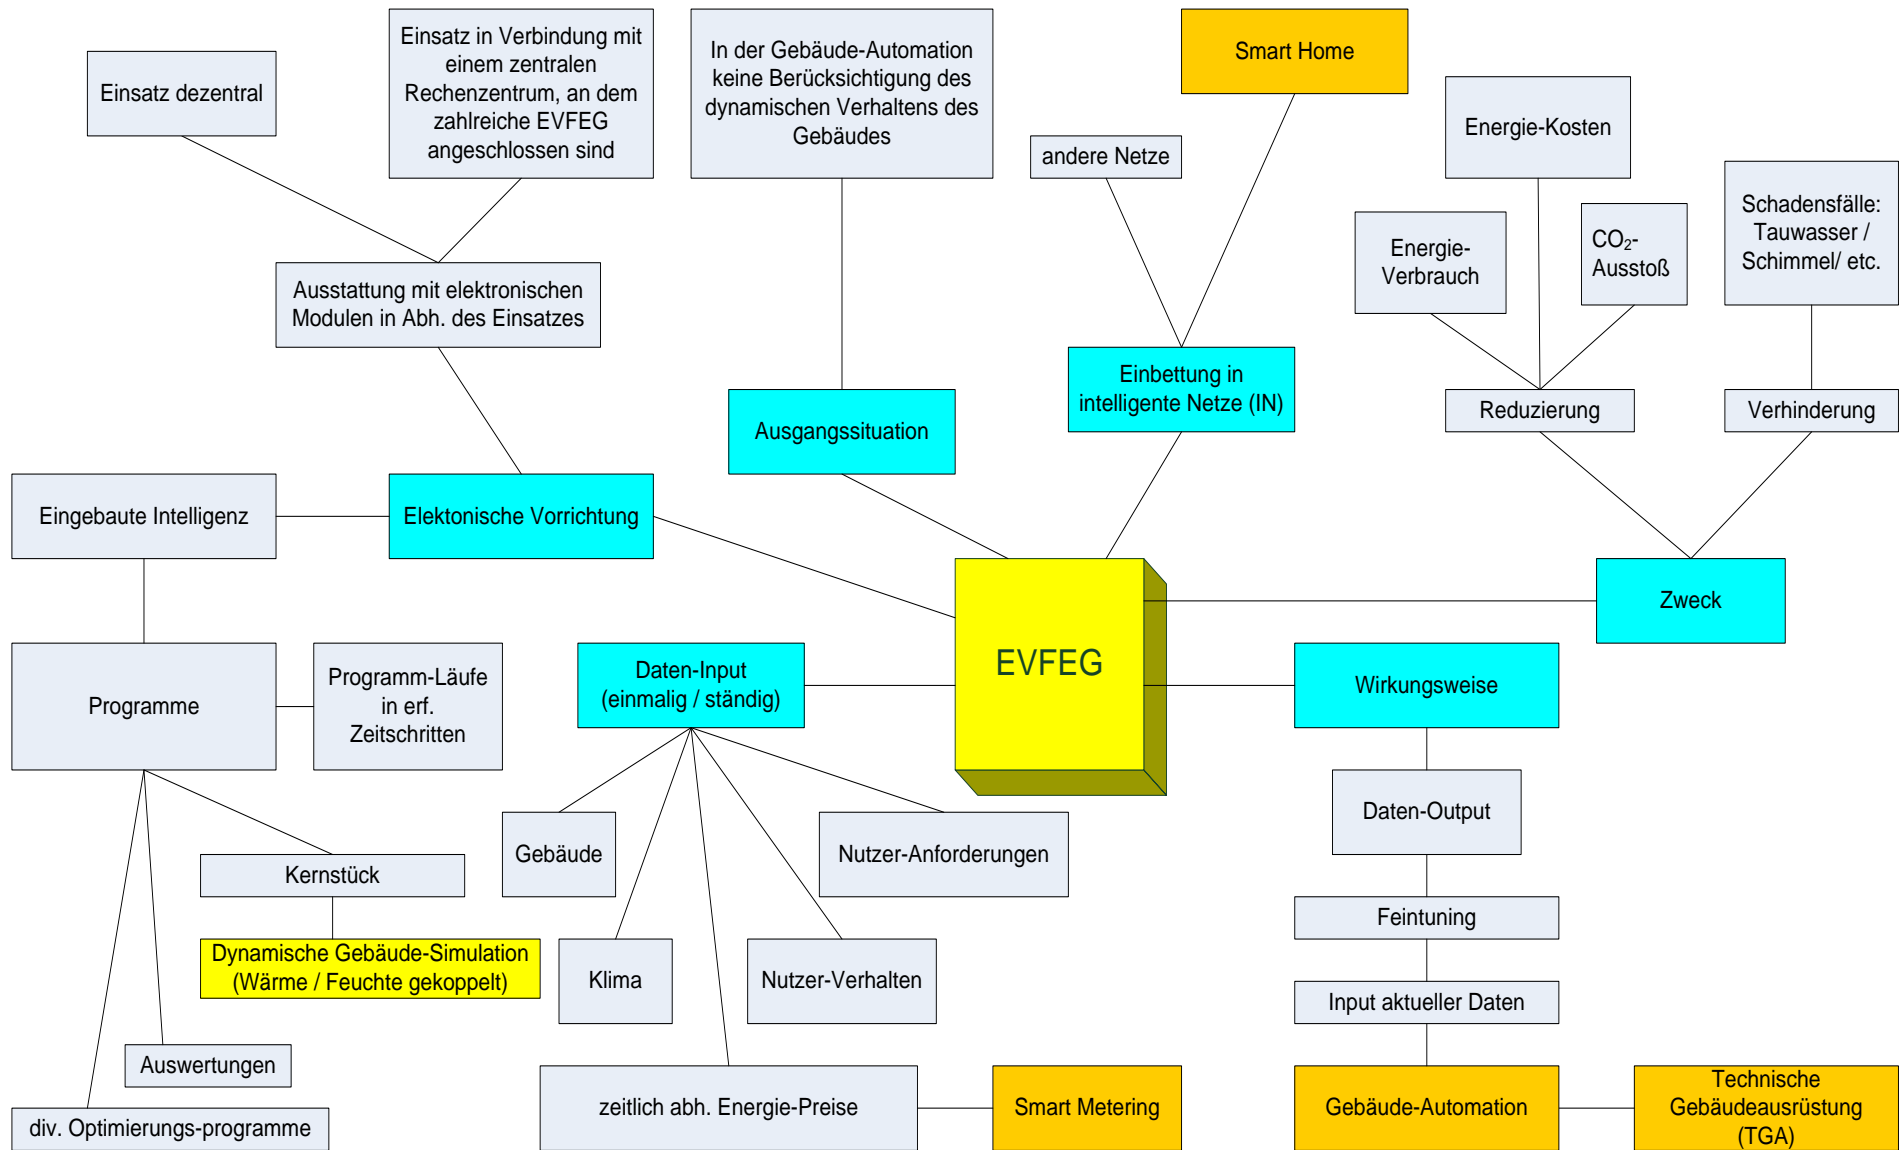 Einsatz dezentral
Einsatz in Verbindung mit
einem zentralen
Rechenzentrum, an dem
zahlreiche EVFEG
angeschlossen sind
In der Gebäude-Automation
keine Berücksichtigung des
dynamischen Verhaltens des
Gebäudes
Smart Home
andere Netze
Energie-Kosten
Energie-
Verbrauch
CO₂-
Ausstoß
Schadensfälle:
Tauwasser /
Schimmel/ etc.
Ausstattung mit elektronischen
Modulen in Abh. des Einsatzes
Ausgangssituation
Einbettung in
intelligente Netze (IN)
Reduzierung
Verhinderung
Eingebaute Intelligenz
Elektonische Vorrichtung
Zweck
EVFEG
Programme
Programm-Läufe
in erf.
Zeitschritten
Daten-Input
(einmalig / ständig)
Wirkungsweise
Daten-Output
Gebäude
Nutzer-Anforderungen
Kernstück
Feintuning
Dynamische Gebäude-Simulation
(Wärme / Feuchte gekoppelt)
Klima
Nutzer-Verhalten
Input aktueller Daten
Auswertungen
div. Optimierungs-programme
zeitlich abh. Energie-Preise
Smart Metering
Gebäude-Automation
Technische
Gebäudeausrüstung
(TGA)